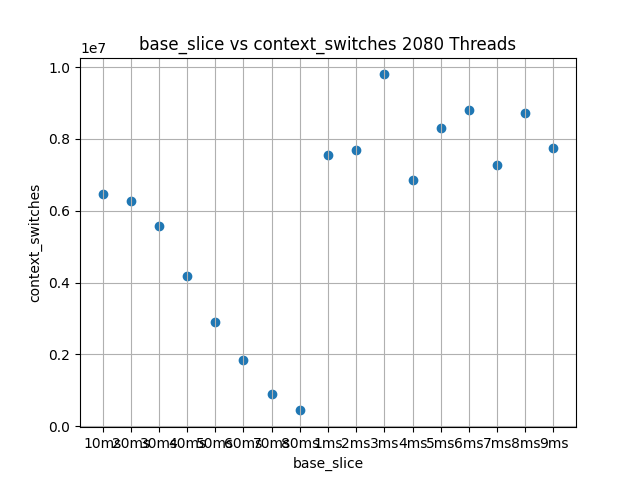 base_slice vs context_switches 2080 Threads
1e7
1.0
0.8
0.6
0.4
0.2
0.0
context_switches
10ms 20ms 30ms 40ms 50ms 60ms 70ms 80ms 1ms 2ms 3ms 4ms 5ms 6ms 7ms 8ms 9ms
base_slice